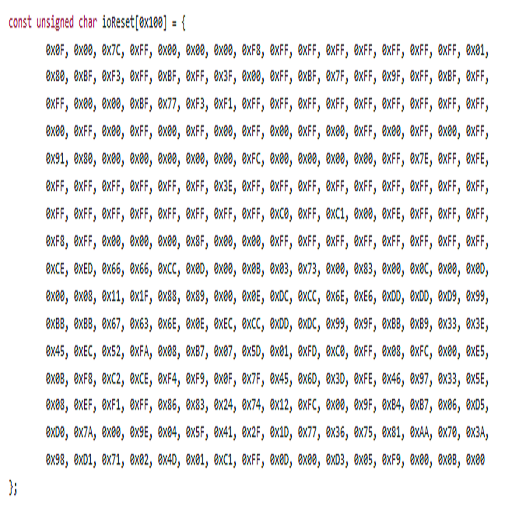 const unsigned char ioReset[0x100] = {
0x0F, 0x00, 0x7C, 0xFF, 0x00, 0x00, 0x00, 0xF8, 0xFF, 0xFF, 0xFF, 0xFF, 0xFF, 0xFF, 0xFF, 0x01,
0x80, 0xBF, 0xF3, 0xFF, 0xBF, 0xFF, 0x3F, 0x00, 0xFF, 0xBF, 0x7F, 0xFF, 0x9F, 0xFF, 0xBF, 0xFF,
0xFF, 0x00, 0x00, 0xBF, 0x77, 0xF3, 0xF1, 0xFF, 0xFF, 0xFF, 0xFF, 0xFF, 0xFF, 0xFF, 0xFF, 0xFF,
0x00, 0xFF, 0x00, 0xFF, 0x00, 0xFF, 0x00, 0xFF, 0x00, 0xFF, 0x00, 0xFF, 0x00, 0xFF, 0x00, 0xFF,
0x91, 0x80, 0x00, 0x00, 0x00, 0x00, 0x00, 0xFC, 0x00, 0x00, 0x00, 0x00, 0xFF, 0x7E, 0xFF, 0xFE,
0xFF, 0xFF, 0xFF, 0xFF, 0xFF, 0xFF, 0x3E, 0xFF, 0xFF, 0xFF, 0xFF, 0xFF, 0xFF, 0xFF, 0xFF, 0xFF,
0xFF, 0xFF, 0xFF, 0xFF, 0xFF, 0xFF, 0xFF, 0xFF, 0xC0, 0xFF, 0xC1, 0x00, 0xFE, 0xFF, 0xFF, 0xFF,
0xF8, 0xFF, 0x00, 0x00, 0x00, 0x8F, 0x00, 0x00, 0xFF, 0xFF, 0xFF, 0xFF, 0xFF, 0xFF, 0xFF, 0xFF,
0xCE, 0xED, 0x66, 0x66, 0xCC, 0x0D, 0x00, 0x0B, 0x03, 0x73, 0x00, 0x83, 0x00, 0x0C, 0x00, 0x0D,
0x00, 0x08, 0x11, 0x1F, 0x88, 0x89, 0x00, 0x0E, 0xDC, 0xCC, 0x6E, 0xE6, 0xDD, 0xDD, 0xD9, 0x99,
0xBB, 0xBB, 0x67, 0x63, 0x6E, 0x0E, 0xEC, 0xCC, 0xDD, 0xDC, 0x99, 0x9F, 0xBB, 0xB9, 0x33, 0x3E,
0x45, 0xEC, 0x52, 0xFA, 0x08, 0xB7, 0x07, 0x5D, 0x01, 0xFD, 0xC0, 0xFF, 0x08, 0xFC, 0x00, 0xE5,
0x0B, 0xF8, 0xC2, 0xCE, 0xF4, 0xF9, 0x0F, 0x7F, 0x45, 0x6D, 0x3D, 0xFE, 0x46, 0x97, 0x33, 0x5E,
0x08, 0xEF, 0xF1, 0xFF, 0x86, 0x83, 0x24, 0x74, 0x12, 0xFC, 0x00, 0x9F, 0xB4, 0xB7, 0x06, 0xD5,
0xD0, 0x7A, 0x00, 0x9E, 0x04, 0x5F, 0x41, 0x2F, 0x1D, 0x77, 0x36, 0x75, 0x81, 0xAA, 0x70, 0x3A,
0x98, 0xD1, 0x71, 0x02, 0x4D, 0x01, 0xC1, 0xFF, 0x0D, 0x00, 0xD3, 0x05, 0xF9, 0x00, 0x0B, 0x00
};